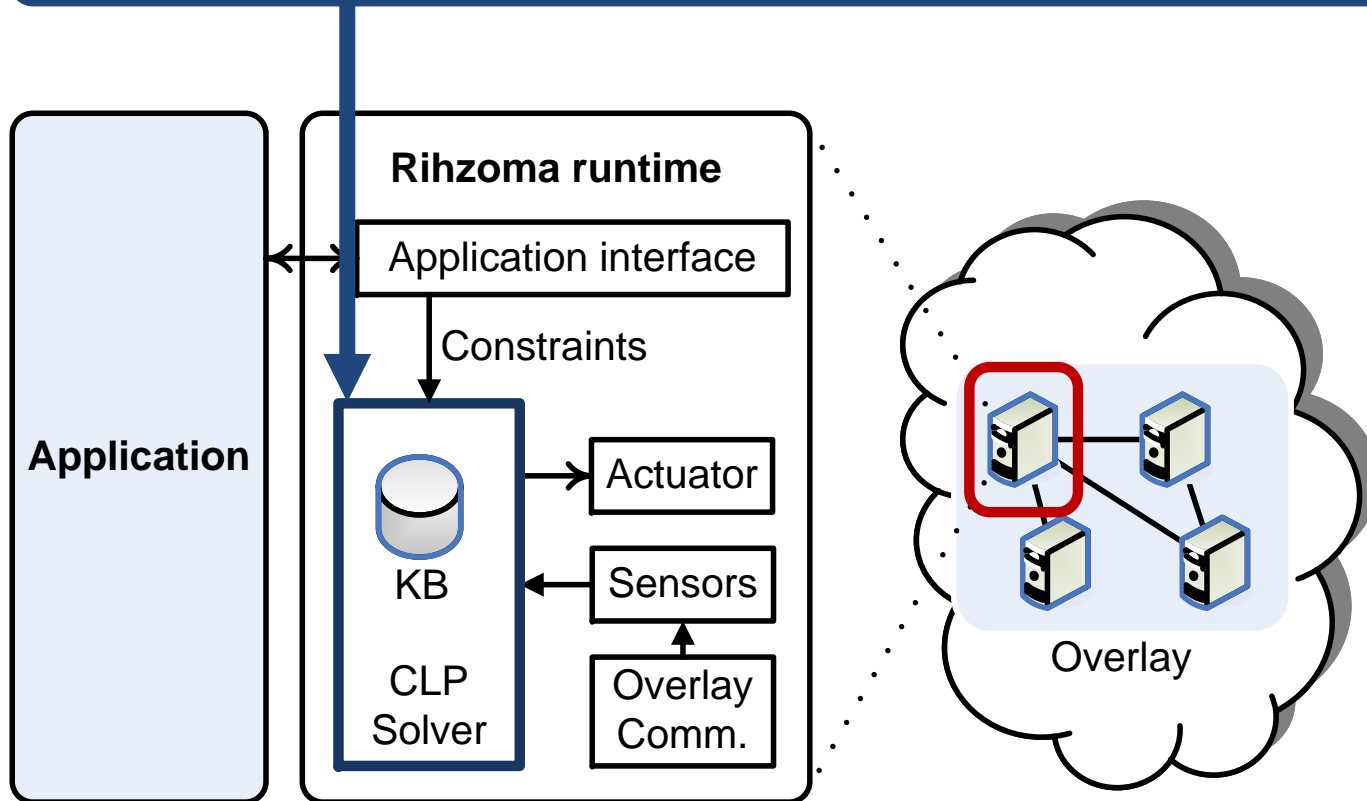 Rihzoma runtime
Application interface
Constraints
Application
Actuator
KB
Sensors
CLP
Solver
Overlay
Comm.
Overlay